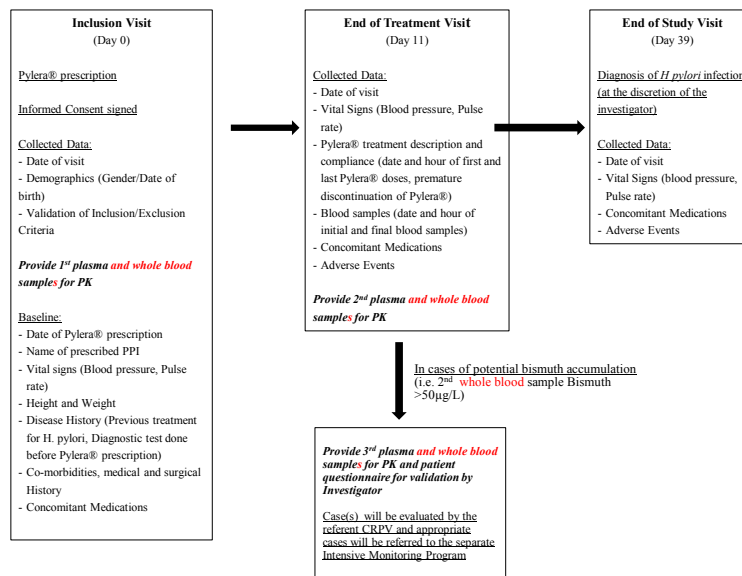 Inclusion Visit
(Day 0)
Pylera® prescription
Informed Consent signed
Collected Data:
- Date of visit
- Demographics (Gender/Date of
birth)
- Validation of Inclusion/Exclusion
Criteria
Provide 1st plasma and whole blood
samples for PK
Baseline:
- Date of Pylera® prescription
- Name of prescribed PPI
- Vital signs (Blood pressure, Pulse
rate)
- Height and Weight
- Disease History (Previous treatment
for H. pylori, Diagnostic test done
before Pylera® prescription)
- Co-morbidities, medical and surgical
History
- Concomitant Medications
End of Treatment Visit
(Day 11)
Collected Data:
- Date of visit
- Vital Signs (Blood pressure, Pulse
rate)
- Pylera® treatment description and
compliance (date and hour of first and
last Pylera® doses, premature
discontinuation of Pylera®)
- Blood samples (date and hour of
initial and final blood samples)
- Concomitant Medications
- Adverse Events
Provide 2nd plasma and whole blood
samples for PK
End of Study Visit
(Day 39)
Diagnosis of H pylori infection
(at the discretion of the
investigator)
Collected Data:
- Date of visit
- Vital Signs (blood pressure,
Pulse rate)
- Concomitant Medications
- Adverse Events
In cases of potential bismuth accumulation
(i.e. 2nd whole blood sample Bismuth
>50µg/L)
Provide 3rd plasma and whole blood
samples for PK and patient
questionnaire for validation by
Investigator
Case(s) will be evaluated by the
referent CRPV and appropriate
cases will be referred to the separate
Intensive Monitoring Program